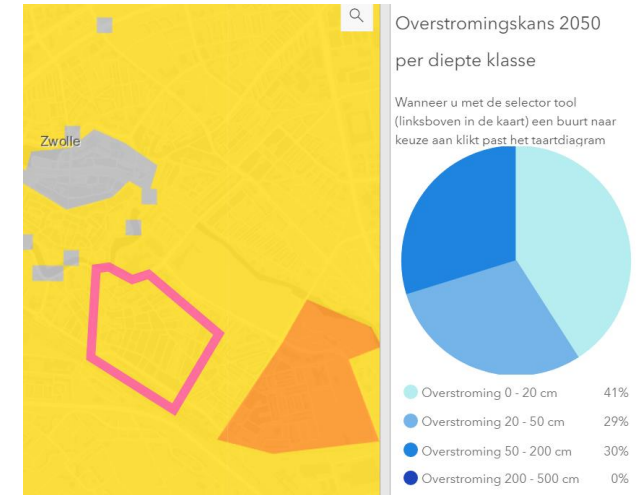 Zwolle
Overstromingskans 2050
per diepte klasse
Wanneer u met de selector tool
(linksboven in de kaart) een buurt naar
keuze aan klikt past het taartdiagram
Overstroming 0 - 20 cm 41%
Overstroming 20 - 50 cm 29%
Overstroming 50 - 200 cm 30%
Overstroming 200 - 500 cm 0%